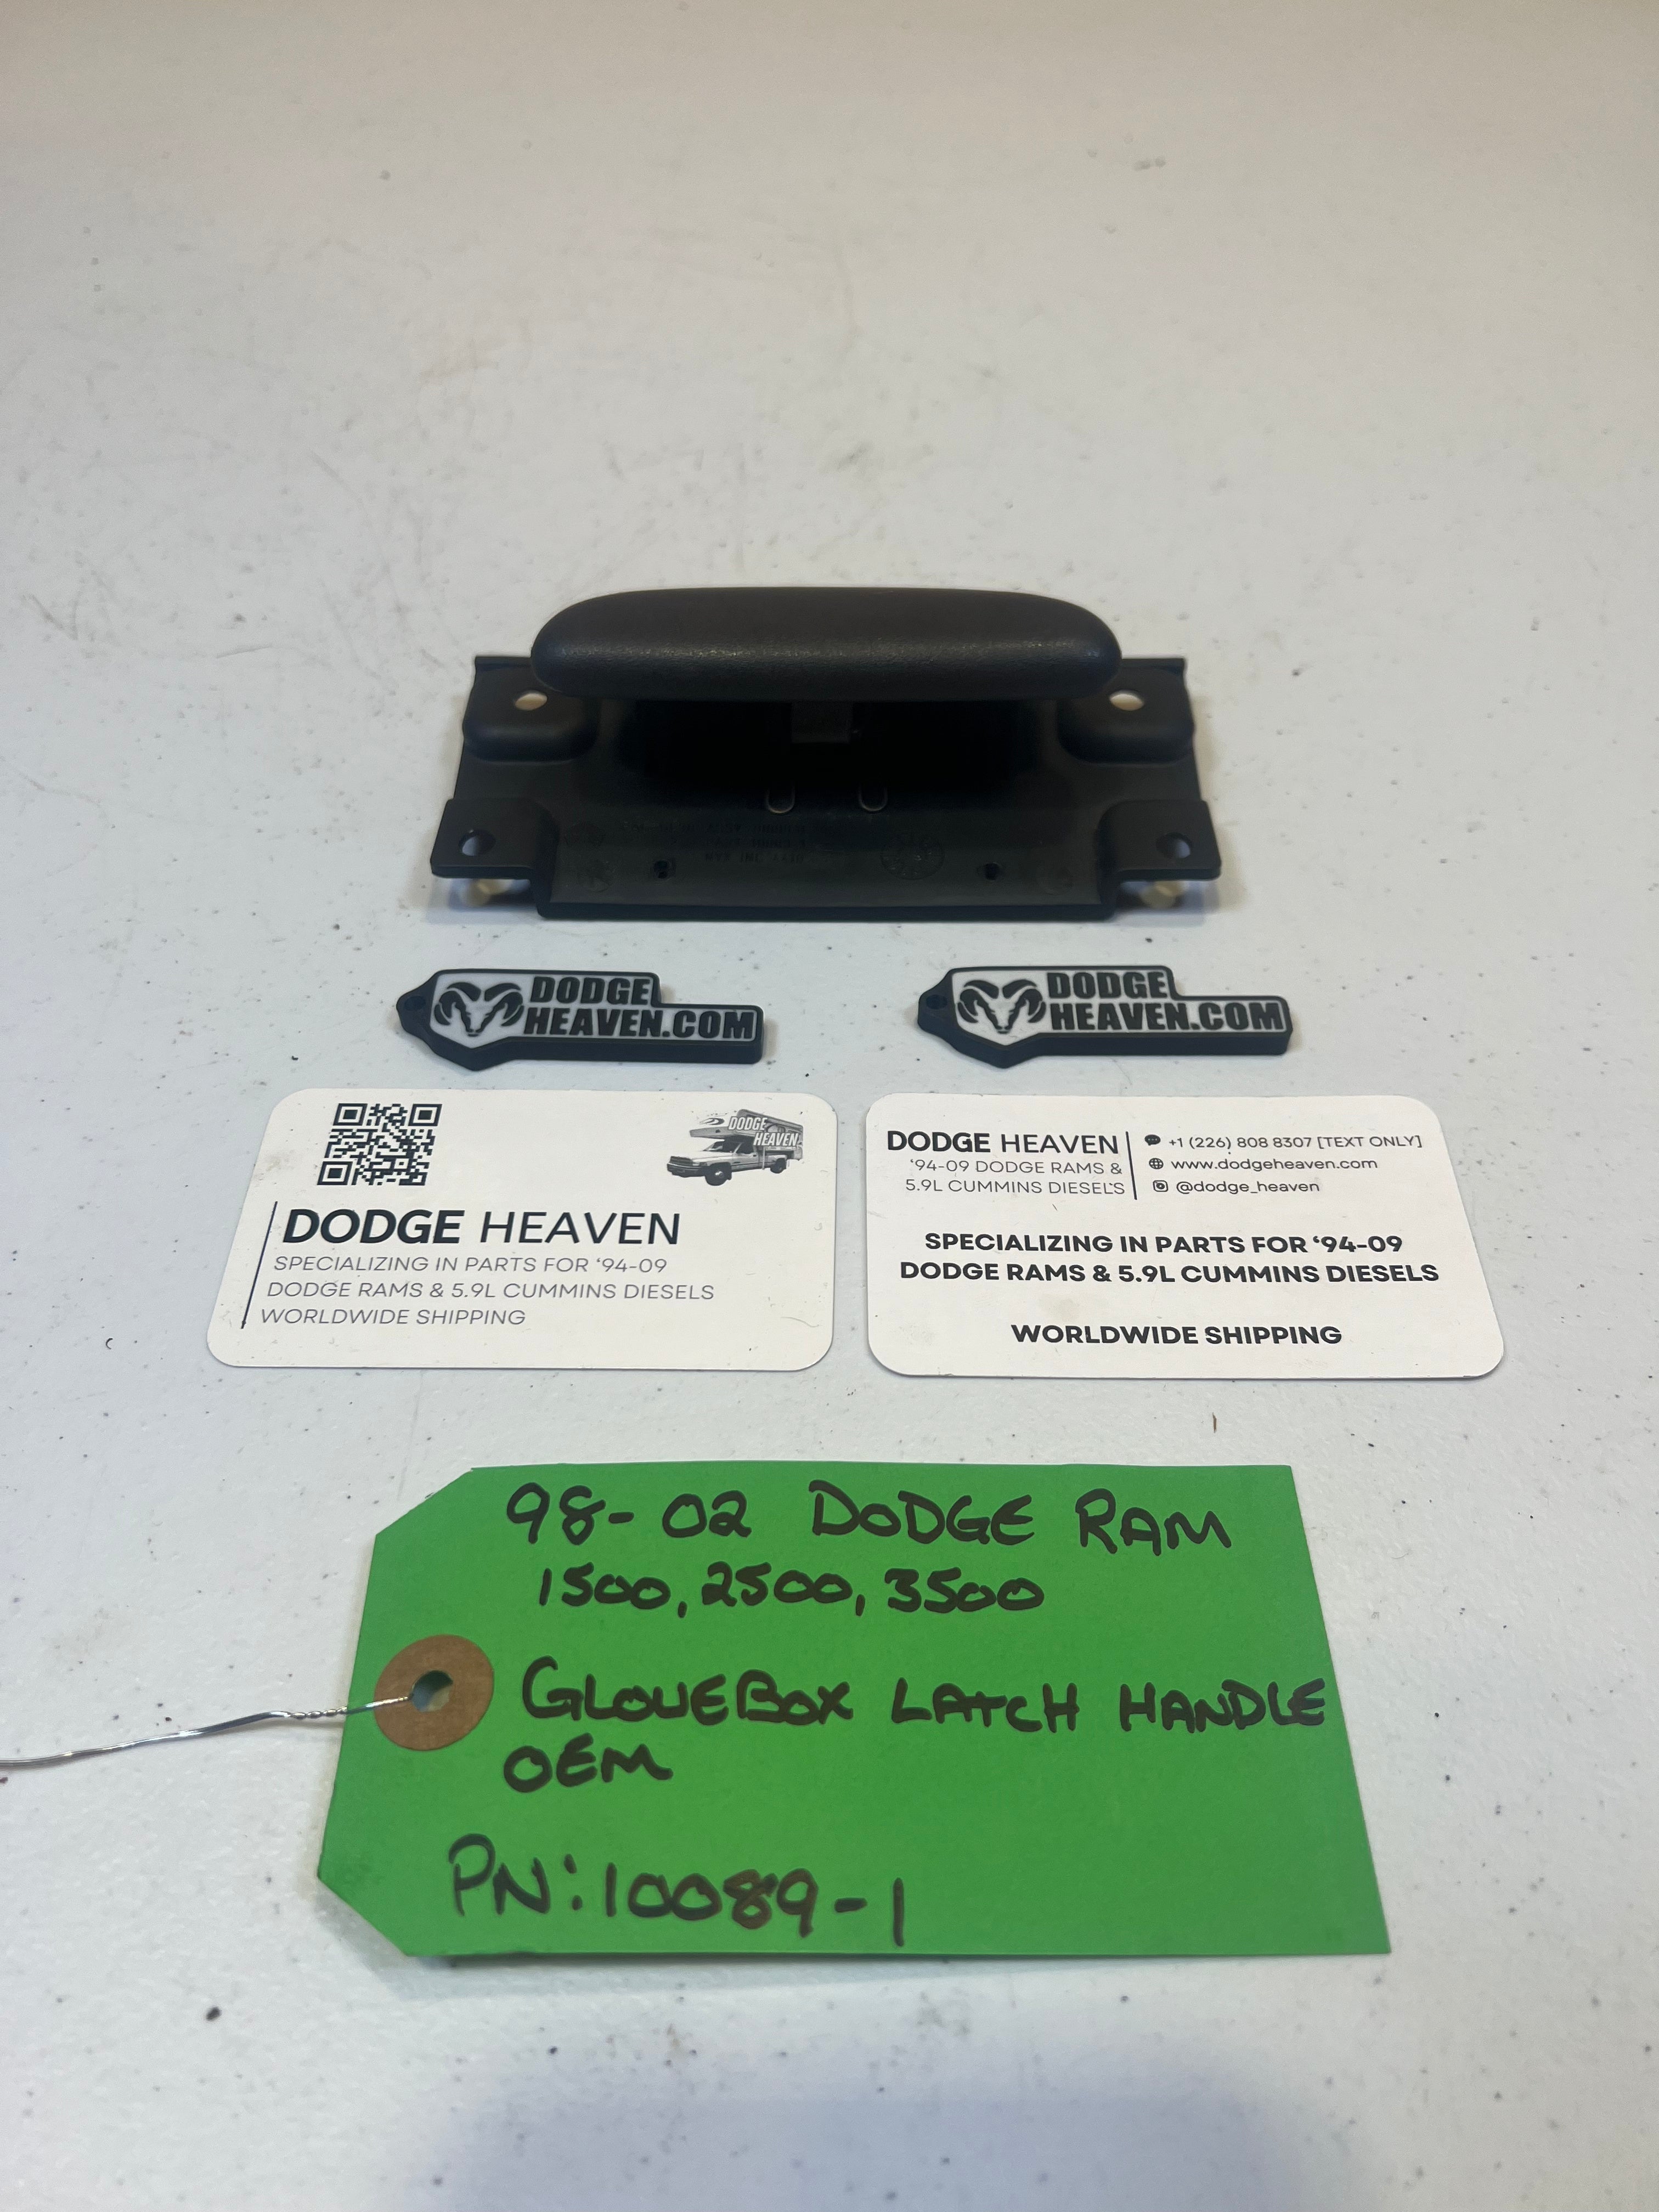 DODGE
HEAVEN.COM
DODGE
HEAVEN.COM
DODGE
HEAVEN
DODGE HEAVEN
SPECIALIZING IN PARTS FOR ‘94-09
DODGE RAMS & 5.9L CUMMINS DIESELS
WORLDWIDE SHIPPING
DODGE HEAVEN
‘94-09 DODGE RAMS &
5.9L CUMMINS DIESELS
+1 (226) 808 8307 [TEXT ONLY]
www.dodgeheaven.com
@dodge_heaven
SPECIALIZING IN PARTS FOR ‘94-09
DODGE RAMS & 5.9L CUMMINS DIESELS
WORLDWIDE SHIPPING
98-02 DODGE RAM
1500, 2500, 3500
GLOVEBOX LATCH HANDLE
OEM
PN: 10089-1